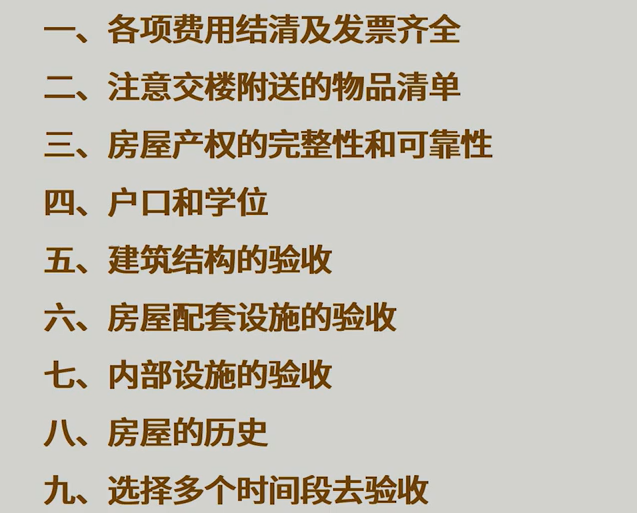 一、各项费用结清及发票齐全
二、注意交楼附送的物品清单
三、房屋产权的完整性和可靠性
四、户口和学位
五、建筑结构的验收
六、房屋配套设施的验收
七、内部设施的验收
八、房屋的历史
九、选择多个时间段去验收